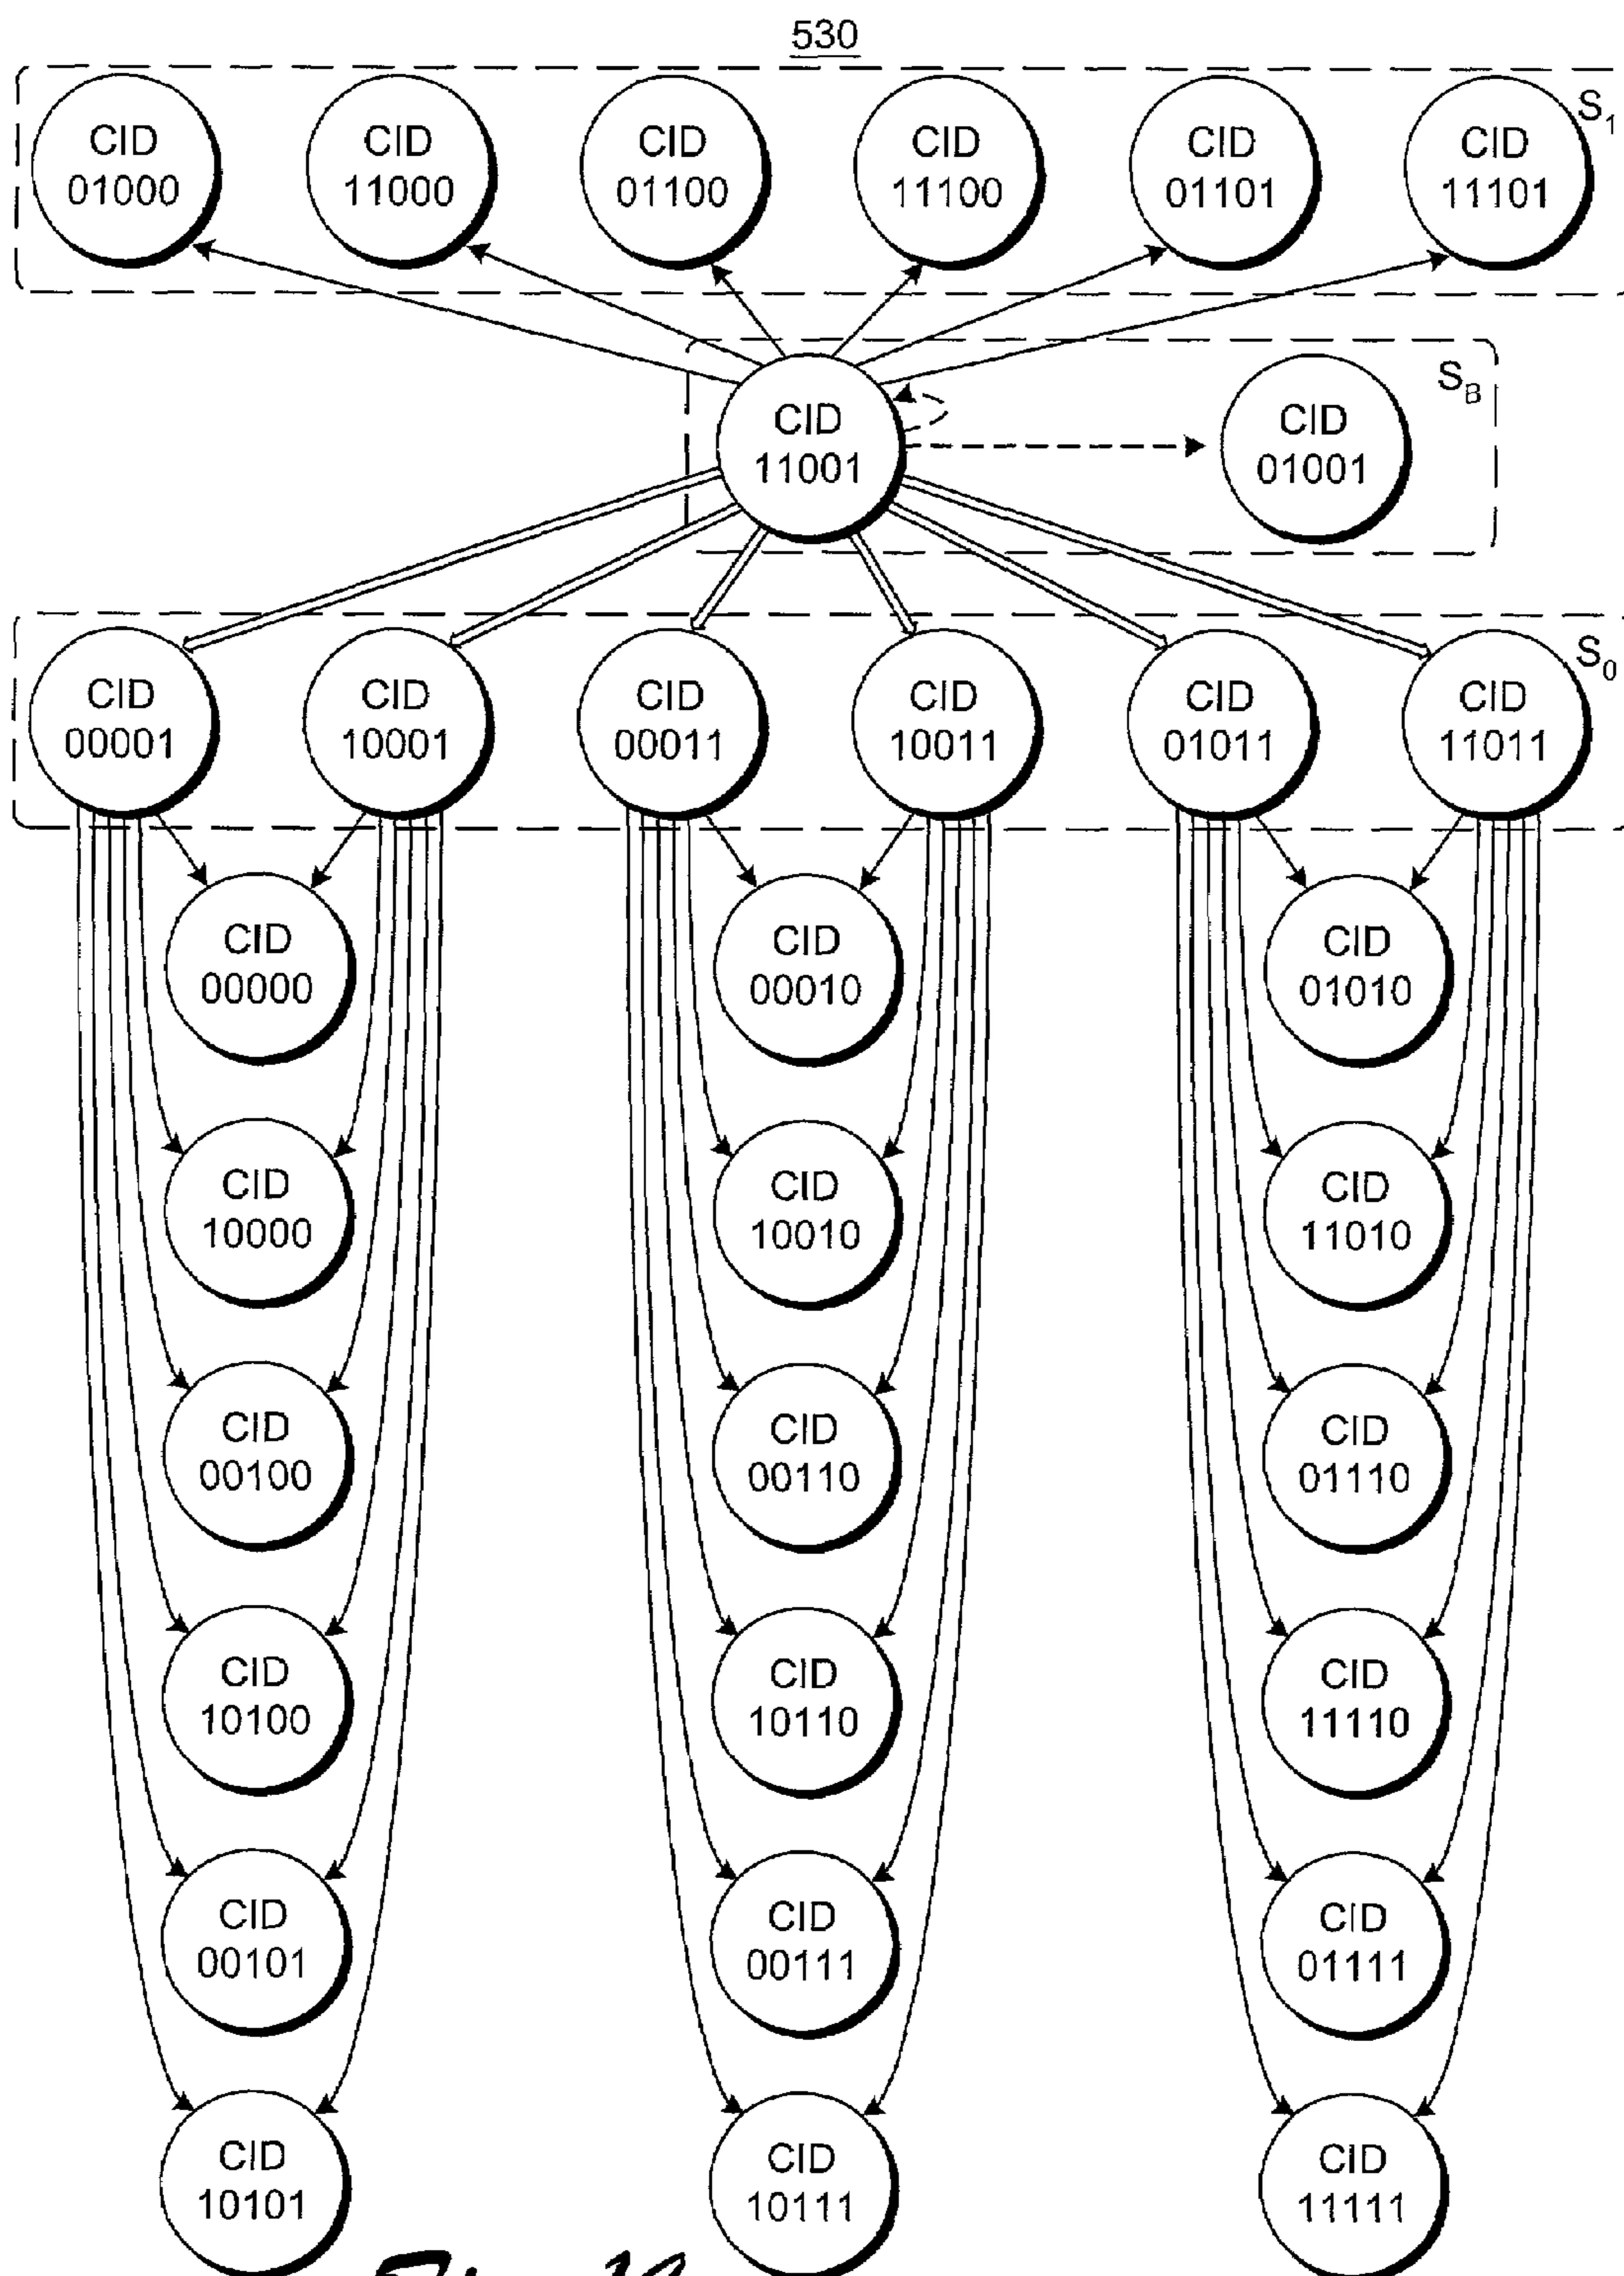 530
CID
01000
CID
11000
CID
01100
CID
11100
CID
01101
CID
11101
S₁
CID
11001
CID
01001
S_B
CID
00001
CID
10001
CID
00011
CID
10011
CID
01011
CID
11011
S₀
CID
00000
CID
00010
CID
01010
CID
10000
CID
10010
CID
11010
CID
00100
CID
00110
CID
01110
CID
10100
CID
10110
CID
11110
CID
00101
CID
00111
CID
01111
CID
10101
CID
10111
CID
11111